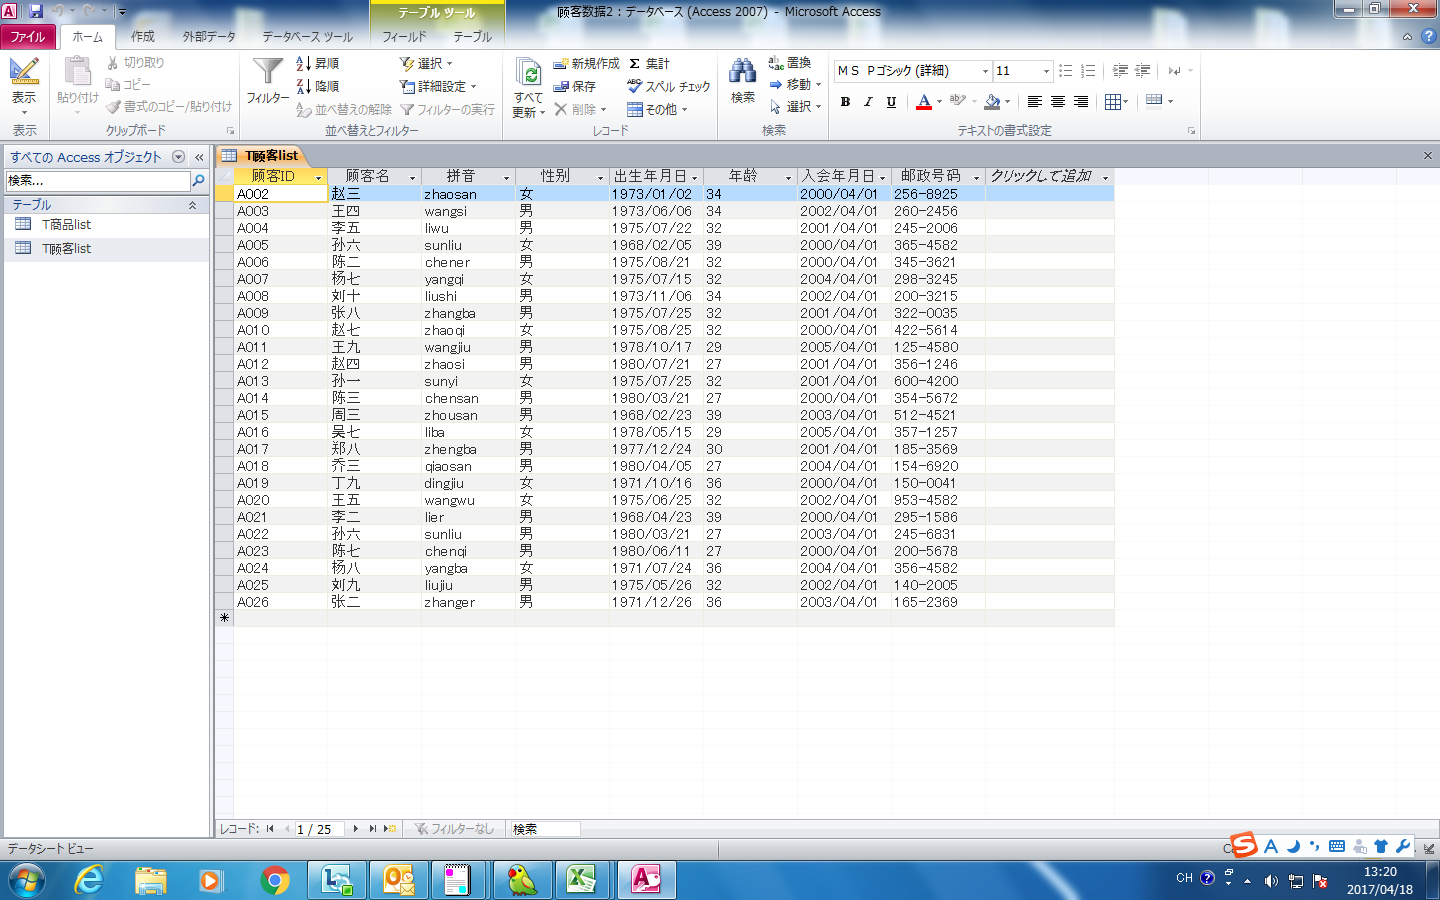 顾客数据2 : データベース (Access 2007) - Microsoft Access
テーブル ツール
ファイル ホーム 作成 外部データ データベース ツール フィールド テーブル
表示
表示
貼り付け
切り取り
コピー
書式のコピー/貼り付け
クリップボード
フィルター
昇順
降順
並べ替えの解除
選択
詳細設定
フィルターの実行
並べ替えとフィルター
すべて
更新
新規作成
保存
削除
集計
スペル チェック
その他
レコード
検索
置換
移動
選択
検索
MS Pゴシック (詳細) 11
B I U
テキストの書式設定
すべての Access オブジェクト
検索...
テーブル
T商品list
T顾客list
T顾客list
顾客ID 顾客名 拼音 性别 出生年月日 年龄 入会年月日 邮政号码 クリックして追加
A002 赵三 zhaosan 女 1973/01/02 34 2000/04/01 256-8925
A003 王四 wangsi 男 1973/06/06 34 2002/04/01 260-2456
A004 李五 liwu 男 1975/07/22 32 2001/04/01 245-2006
A005 孙六 sunliu 女 1968/02/05 39 2000/04/01 365-4582
A006 陈二 chener 男 1975/08/21 32 2000/04/01 345-3621
A007 杨七 yangqi 女 1975/07/15 32 2004/04/01 298-3245
A008 刘十 liushi 男 1973/11/06 34 2002/04/01 200-3215
A009 张八 zhangba 男 1975/07/25 32 2001/04/01 322-0035
A010 赵七 zhaoqi 女 1975/08/25 32 2000/04/01 422-5614
A011 王九 wangjiu 男 1978/10/17 29 2005/04/01 125-4580
A012 赵四 zhaosi 男 1980/07/21 27 2001/04/01 356-1246
A013 孙一 sunyi 女 1975/07/25 32 2001/04/01 600-4200
A014 陈三 chensan 男 1980/03/21 27 2000/04/01 354-5672
A015 周三 zhousan 男 1968/02/23 39 2003/04/01 512-4521
A016 吴七 liba 女 1978/05/15 29 2005/04/01 357-1257
A017 郑八 zhengba 男 1977/12/24 30 2001/04/01 185-3569
A018 乔三 qiaosan 男 1980/04/05 27 2004/04/01 154-6920
A019 丁九 dingjiu 女 1971/10/16 36 2000/04/01 150-0041
A020 王五 wangwu 女 1975/06/25 32 2002/04/01 953-4582
A021 李二 lier 男 1968/04/23 39 2000/04/01 295-1586
A022 孙六 sunliu 男 1980/03/21 27 2003/04/01 245-6831
A023 陈七 chenqi 男 1980/06/11 27 2000/04/01 200-5678
A024 杨八 yangba 女 1971/07/24 36 2004/04/01 356-4582
A025 刘九 liujiu 男 1975/05/26 32 2002/04/01 140-2005
A026 张二 zhanger 男 1971/12/26 36 2003/04/01 165-2369
レコード: 1 / 25 フィルターなし 検索
データシート ビュー
CH
13:20
2017/04/18